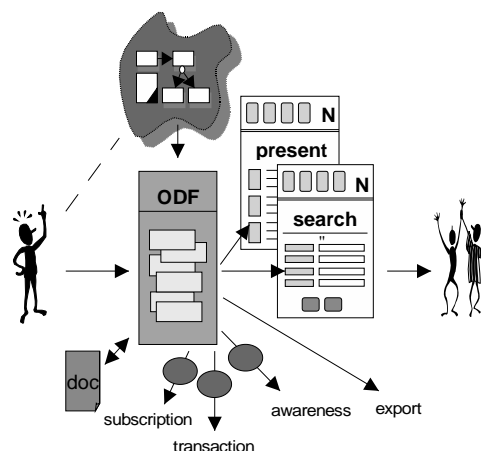 N
present
N
ODF
search
"
doc
subscription
awareness
export
transaction